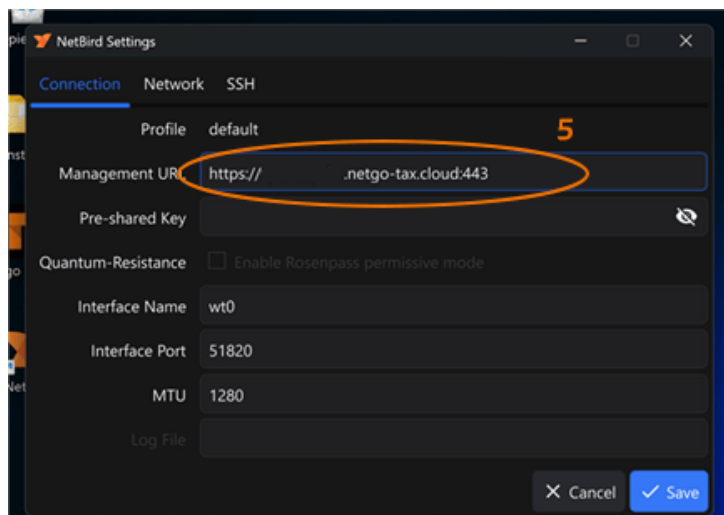 NetBird Settings
Connection Network SSH
Profile default
5
Management URL https:// .netgo-tax.cloud:443
Pre-shared Key
Quantum-Resistance Enable Rosenpass permissive mode
Interface Name wt0
Interface Port 51820
MTU 1280
Log File
Cancel Save